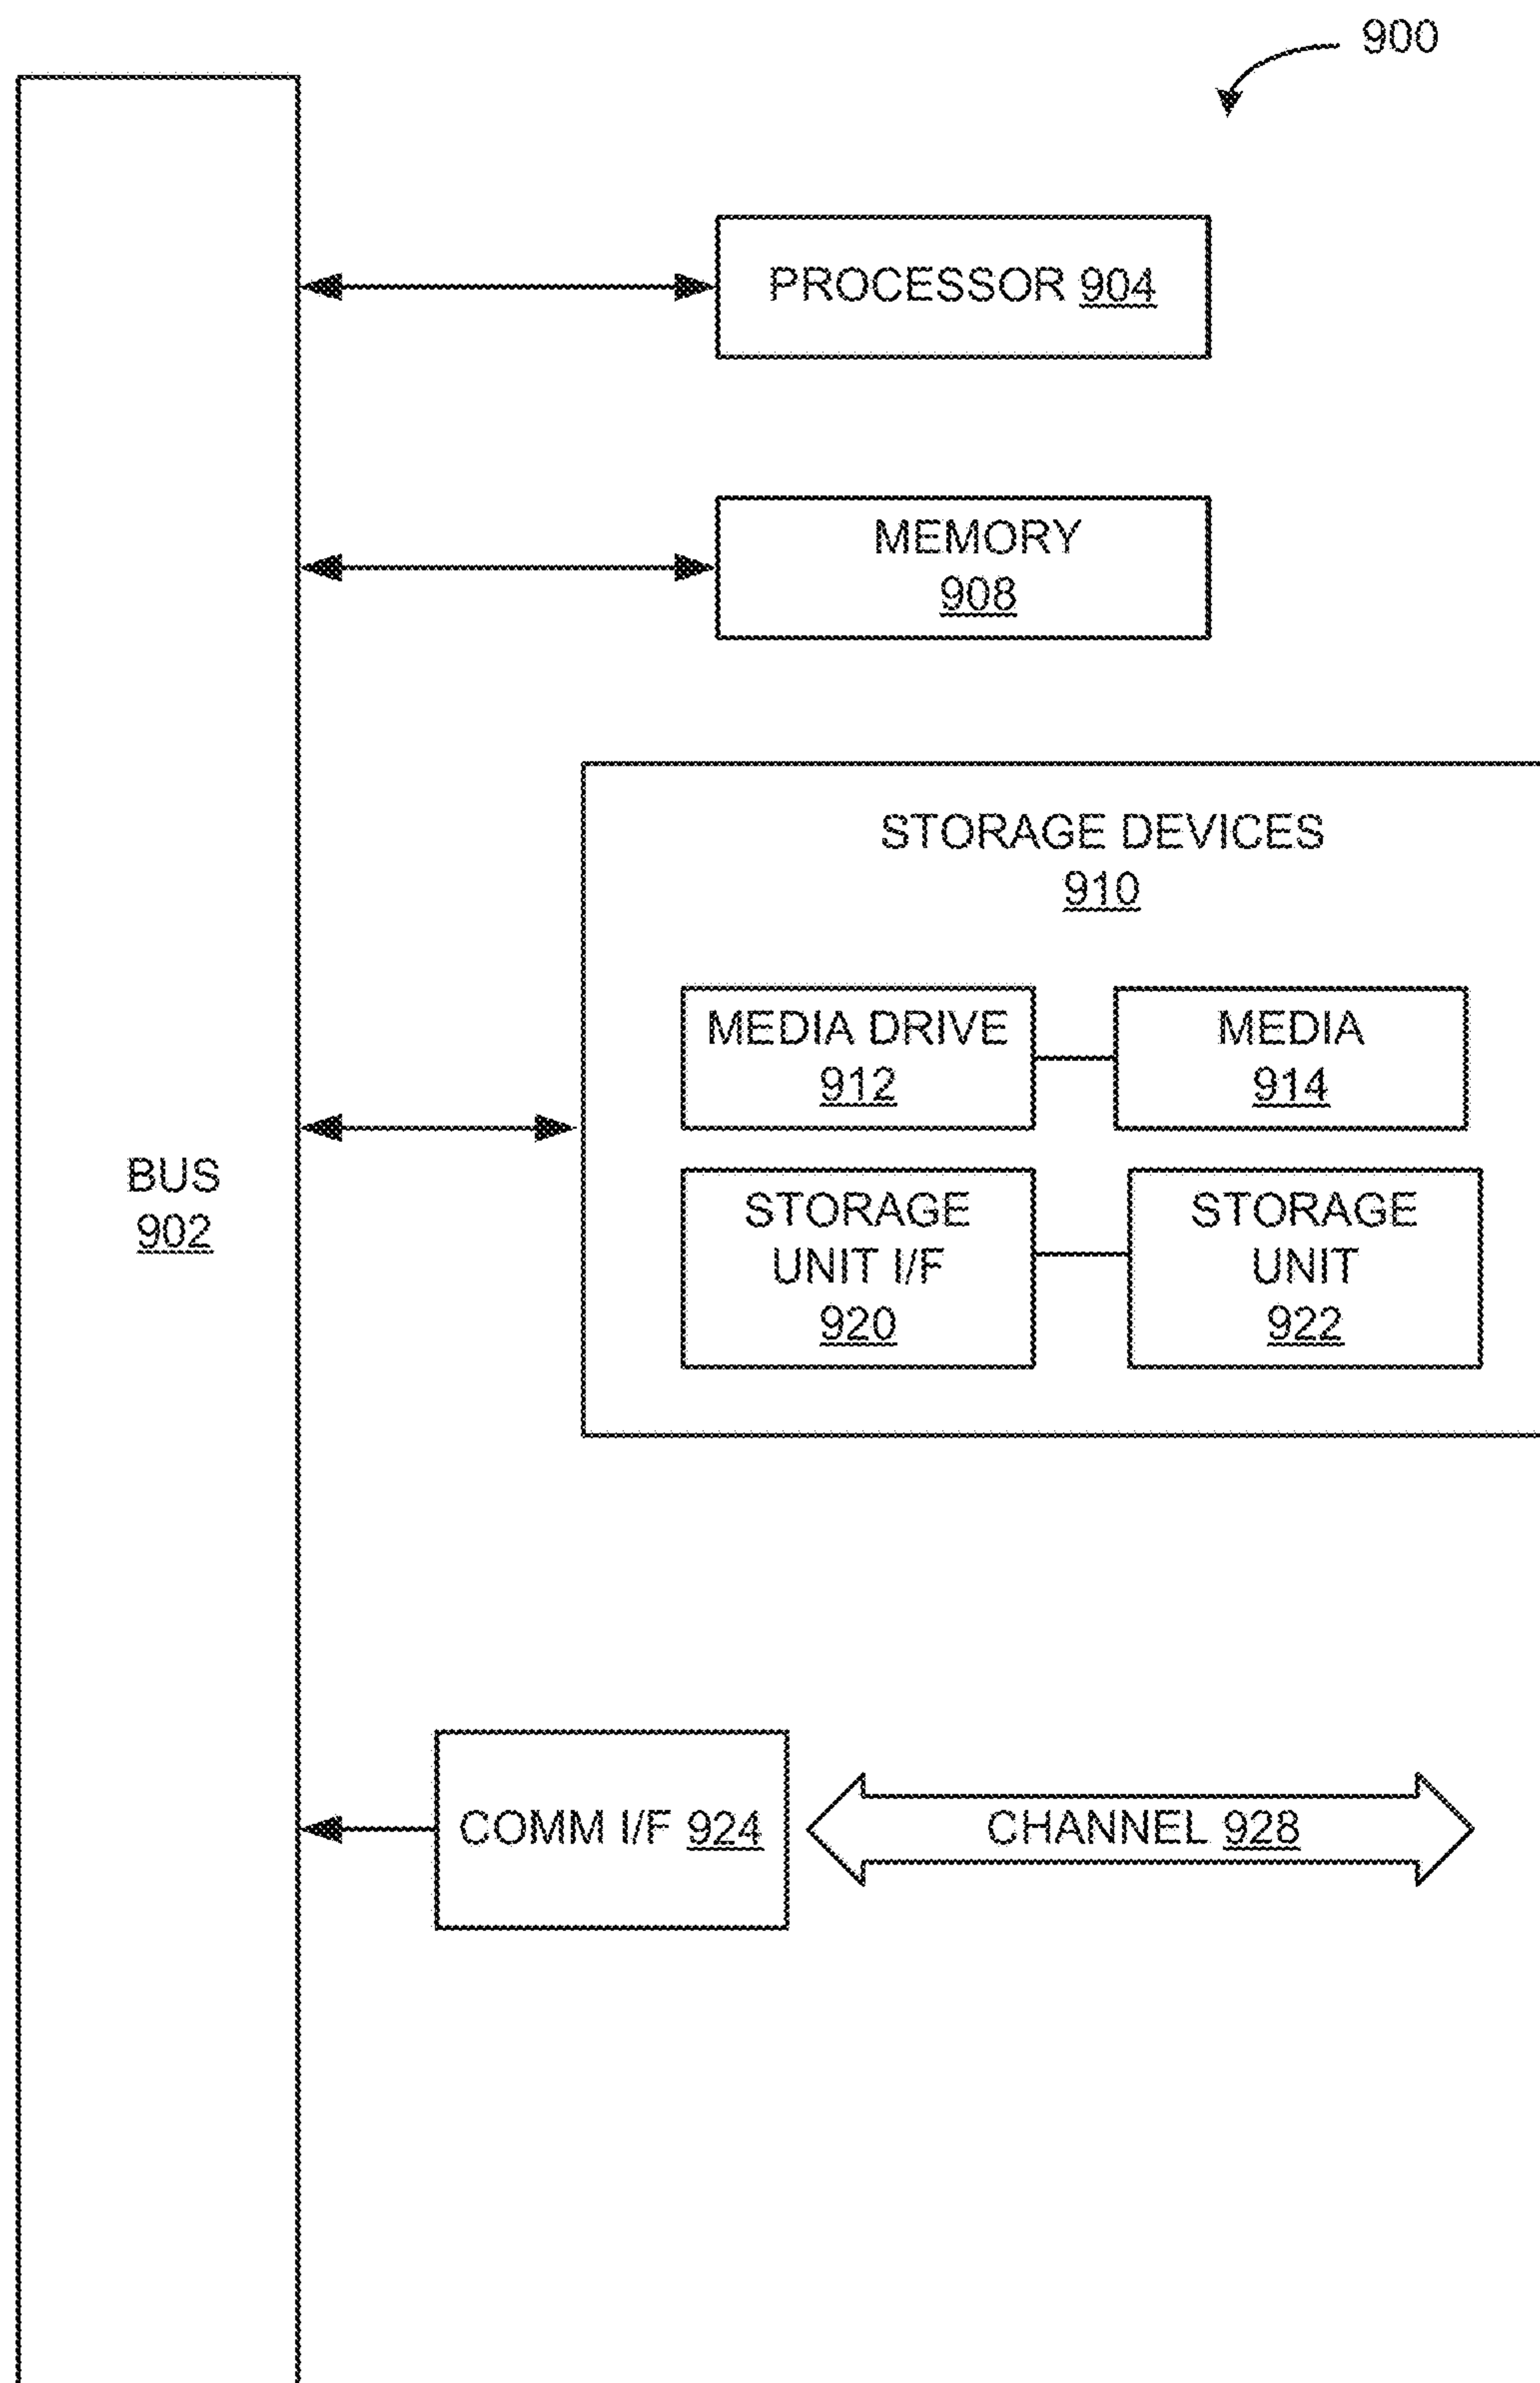 900
PROCESSOR 904
MEMORY
908
STORAGE DEVICES
910
MEDIA DRIVE
912
MEDIA
914
BUS
902
STORAGE
UNIT I/F
920
STORAGE
UNIT
922
COMM I/F 924
CHANNEL 928